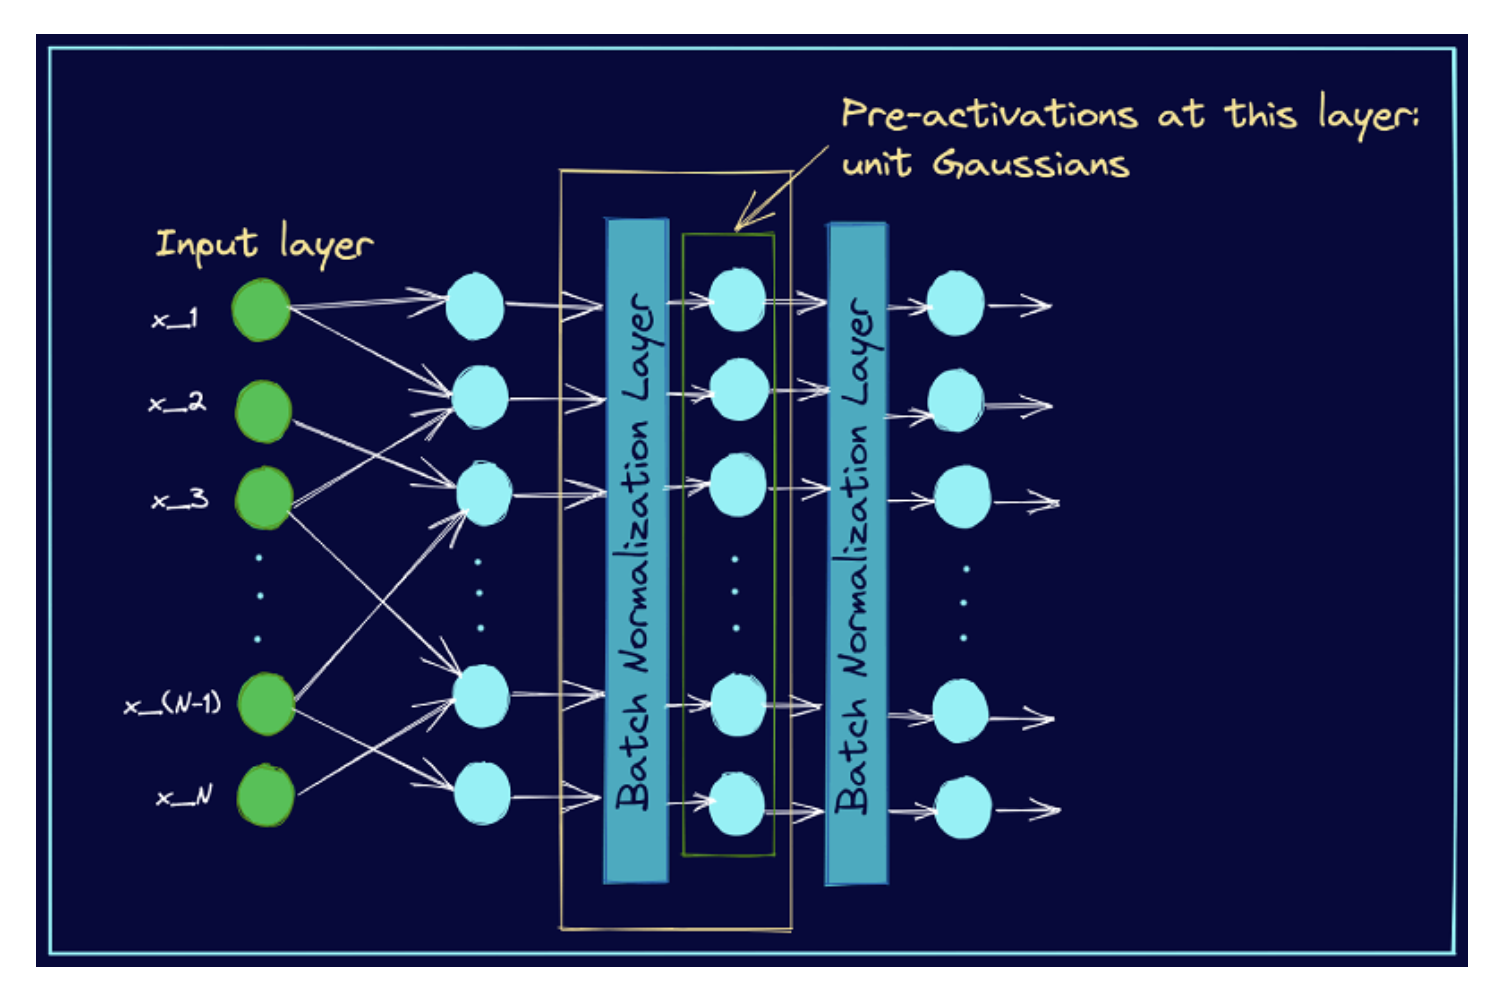 Pre-activations at this layer:
unit Gaussians
Input layer
x_1
x_2
x_3
x_(N-1)
x_N
Batch Normalization Layer
Batch Normalization Layer